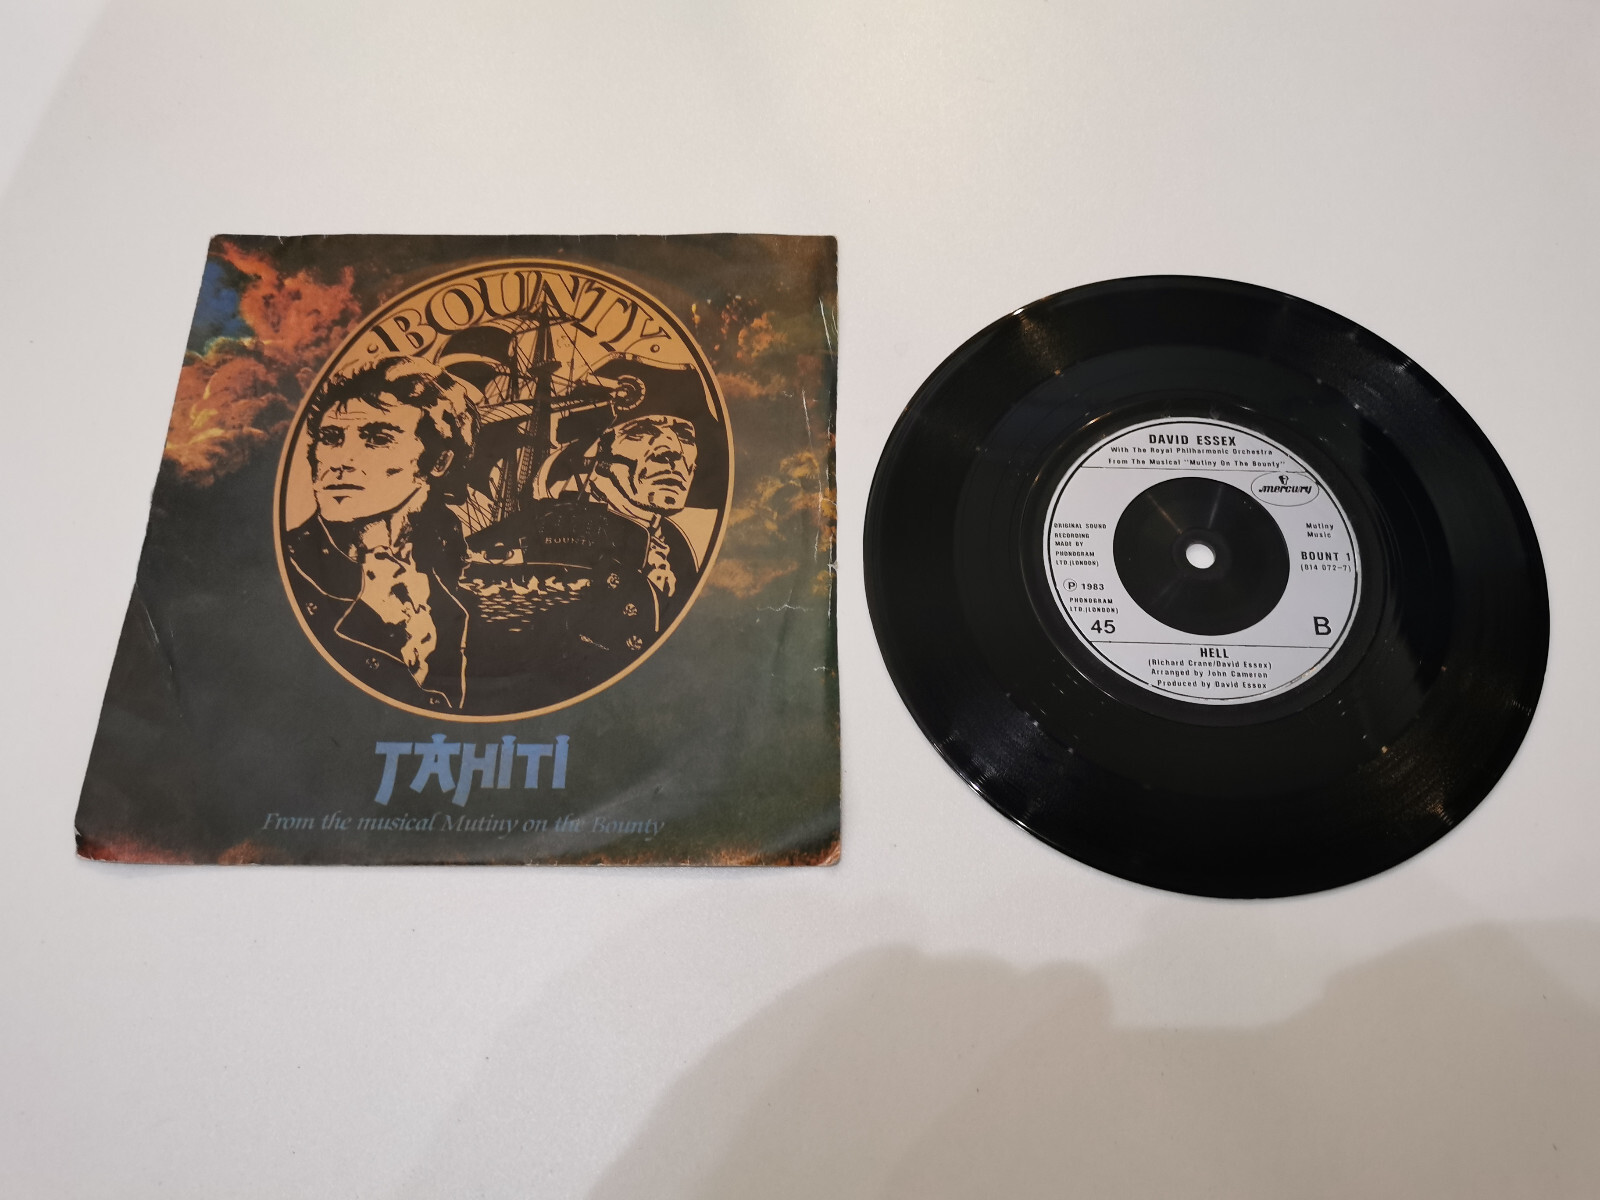 BOUNTY
BOUNTY
TAHITI
From the musical Mutiny on the Bounty
DAVID ESSEX
With The Royal Philharmonic Orchestra
From The Musical "Mutiny On The Bounty"
mercury
ORIGINAL SOUND
RECORDING
MADE BY
PHONOGRAM
LTD.(LONDON)
Ⓟ 1983
PHONOGRAM
LTD.(LONDON)
45
Mutiny
Music
BOUNT 1
(814 072-7)
B
HELL
(Richard Crane/David Essex)
Arranged by John Cameron
Produced by David Essex